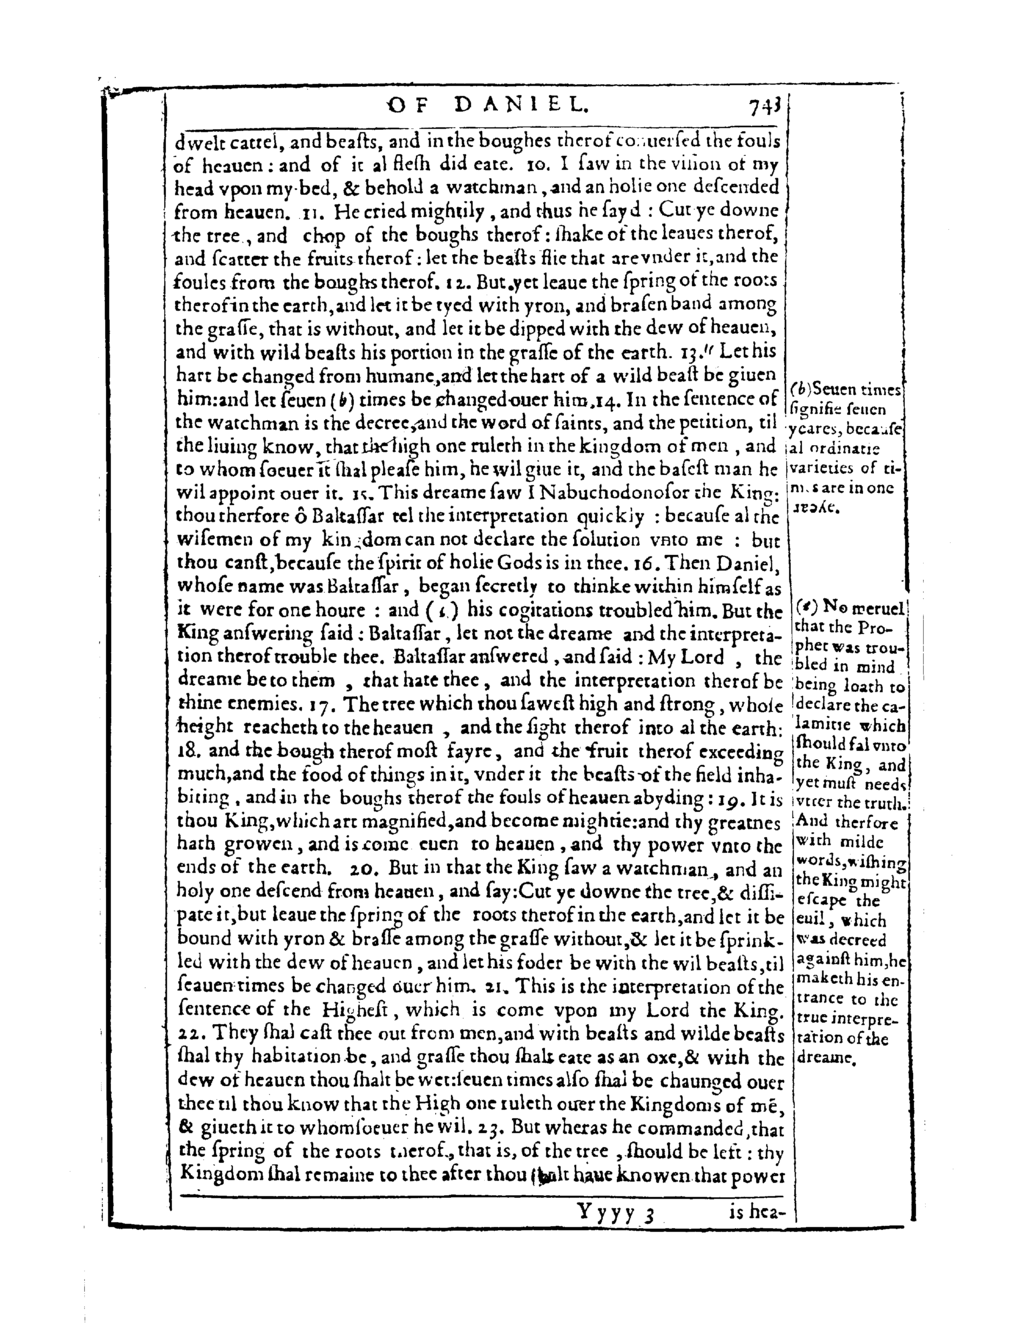 OF DANIEL. 743
dwelt cattel, and beaſts, and in the boughes therof conuerſed the fouls
of heauen : and of it al fleſh did eate. 10. I ſaw in the viſion of my
head vpon my bed, & behold a watchman, and an holie one deſcended
from heauen. 11. He cried mightily, and thus he ſayd : Cut ye downe
the tree, and chop of the boughs therof : ſhake of the leaues therof,
and ſcatter the fruits therof : let the beaſts flie that are vnder it, and the
foules from the boughs therof. 12. But yet leaue the ſpring of the roots
therof in the earth, and let it be tyed with yron, and braſen band among
the graſſe, that is without, and let it be dipped with the dew of heauen,
and with wild beaſts his portion in the graſſe of the earth. 13." Let his
hart be changed from humane, and let the hart of a wild beaſt be giuen
him: and let ſeuen (b) times be changed ouer him. 14. In the ſentence of
the watchman is the decree, and the word of ſaints, and the petition, til
the liuing know, that the high one ruleth in the kingdom of men, and
to whom ſoeuer it ſhal pleaſe him, he wil giue it, and the baſeſt man he
wil appoint ouer it. 15. This dreame ſaw I Nabuchodonoſor the King:
thou therfore ô Baltaſſar tel the interpretation quickly : becauſe al the
wiſemen of my kingdom can not declare the ſolution vnto me : but
thou canſt, becauſe the ſpirit of holie Gods is in thee. 16. Then Daniel,
whoſe name was Baltaſſar, began ſecretly to thinke within himſelf as
it were for one houre : and (c) his cogitations troubled him. But the
King anſwering ſaid : Baltaſſar, let not the dreame and the interpreta-
tion therof trouble thee. Baltaſſar anſwered, and ſaid : My Lord, the
dreame be to them, that hate thee, and the interpretation therof be
thine enemies. 17. The tree which thou ſaweſt high and ſtrong, whoſe
height reacheth to the heauen, and the ſight therof into al the earth:
18. and the bough therof moſt fayre, and the fruit therof exceeding
much, and the food of things in it, vnder it the beaſts of the field inha-
biting, and in the boughs therof the fouls of heauen abyding : 19. It is
thou King, which art magnified, and become mightie: and thy greatnes
hath growen, and is come euen to heauen, and thy power vnto the
ends of the earth. 20. But in that the King ſaw a watchman, and an
holy one deſcend from heauen, and ſay: Cut ye downe the tree, & diſſi-
pate it, but leaue the ſpring of the roots therof in the earth, and let it be
bound with yron & braſſe among the graſſe without, & let it be ſprink-
led with the dew of heauen, and let his foder be with the wil beaſts, til
ſeauen times be changed ouer him. 21. This is the interpretation of the
ſentence of the Higheſt, which is come vpon my Lord the King.
22. They ſhal caſt thee out from men, and with beaſts and wilde beaſts
ſhal thy habitation be, and graſſe thou ſhalt eate as an oxe, & with the
dew of heauen thou ſhalt be wet: ſeuen times alſo ſhal be chaunged ouer
thee til thou know that the High one ruleth ouer the Kingdoms of mē,
& giueth it to whomſoeuer he wil. 23. But wheras he commanded, that
the ſpring of the roots therof, that is, of the tree, ſhould be left : thy
Kingdom ſhal remaine to thee after thou ſhalt haue knowen that power
Yyyy 3 is hea-
(b) Seuen times
ſignifie ſeuen
yeares, becauſe
al ordinarie
varieties of ti-
mes are in one
yeare.
(c) No meruel
that the Pro-
phet was trou-
bled in mind
being loath to
declare the ca-
lamitie which
ſhould fal vnto
the King, and
yet muſt needs
vtter the truth.
And therfore
with milde
words, wiſhing
the King might
eſcape the
euil, which
was decreed
againſt him, he
maketh his en-
trance to the
true interpre-
tation of the
dreame.